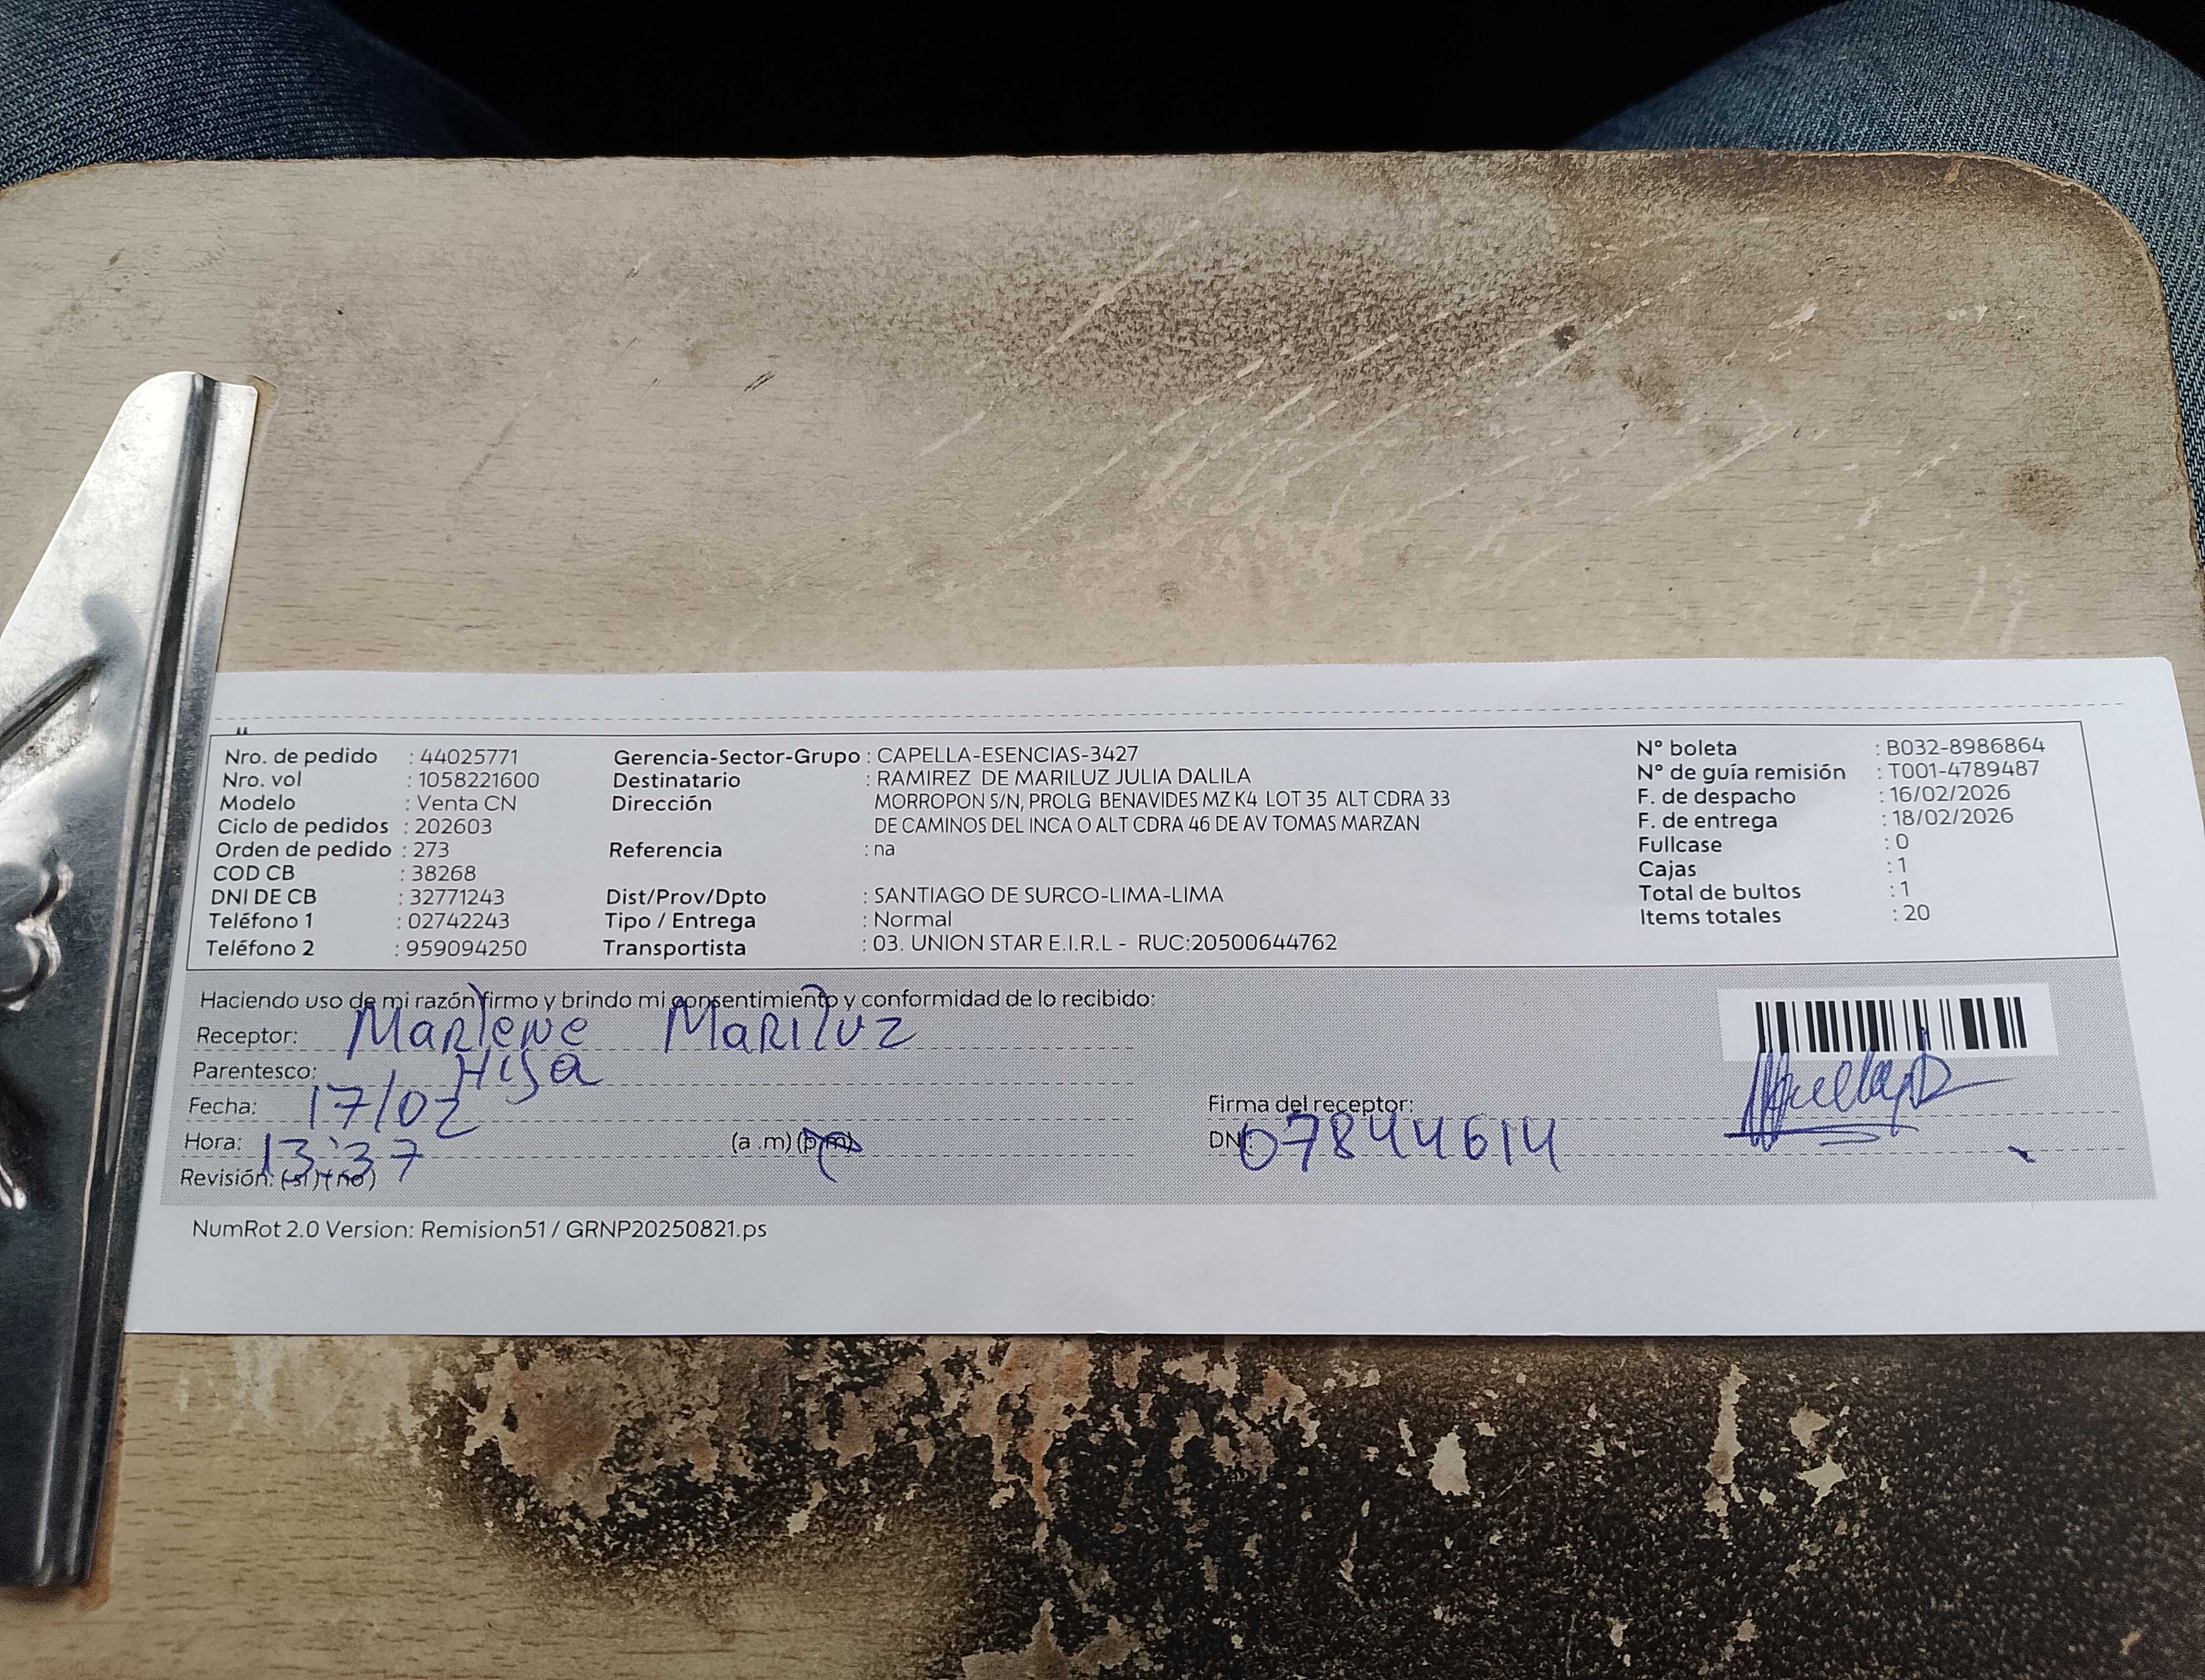 Nro. de pedido : 44025771
Nro. vol : 1058221600
Modelo : Venta CN
Ciclo de pedidos : 202603
Orden de pedido : 273
COD CB : 38268
DNI DE CB : 32771243
Teléfono 1 : 02742243
Teléfono 2 : 959094250
Gerencia-Sector-Grupo : CAPELLA-ESENCIAS-3427
Destinatario : RAMIREZ DE MARILUZ JULIA DALILA
Dirección MORROPON S/N, PROLG BENAVIDES MZ K4 LOT 35 ALT CDRA 33
DE CAMINOS DEL INCA O ALT CDRA 46 DE AV TOMAS MARZAN
Referencia : na
Dist/Prov/Dpto : SANTIAGO DE SURCO-LIMA-LIMA
Tipo / Entrega : Normal
Transportista : 03. UNION STAR E.I.R.L - RUC:20500644762
N° boleta : B032-8986864
N° de guía remisión : T001-4789487
F. de despacho : 16/02/2026
F. de entrega : 18/02/2026
Fullcase : 0
Cajas : 1
Total de bultos : 1
Items totales : 20
Haciendo uso de mi razón firmo y brindo mi consentimiento y conformidad de lo recibido:
Receptor: Marlene Mariluz
Parentesco: Hija
Fecha: 17/02
Hora: 13:37 (a .m) (p.m)
Revisión: (si) (no)
Firma del receptor:
DNI: 07844614
NumRot 2.0 Version: Remision51 / GRNP20250821.ps